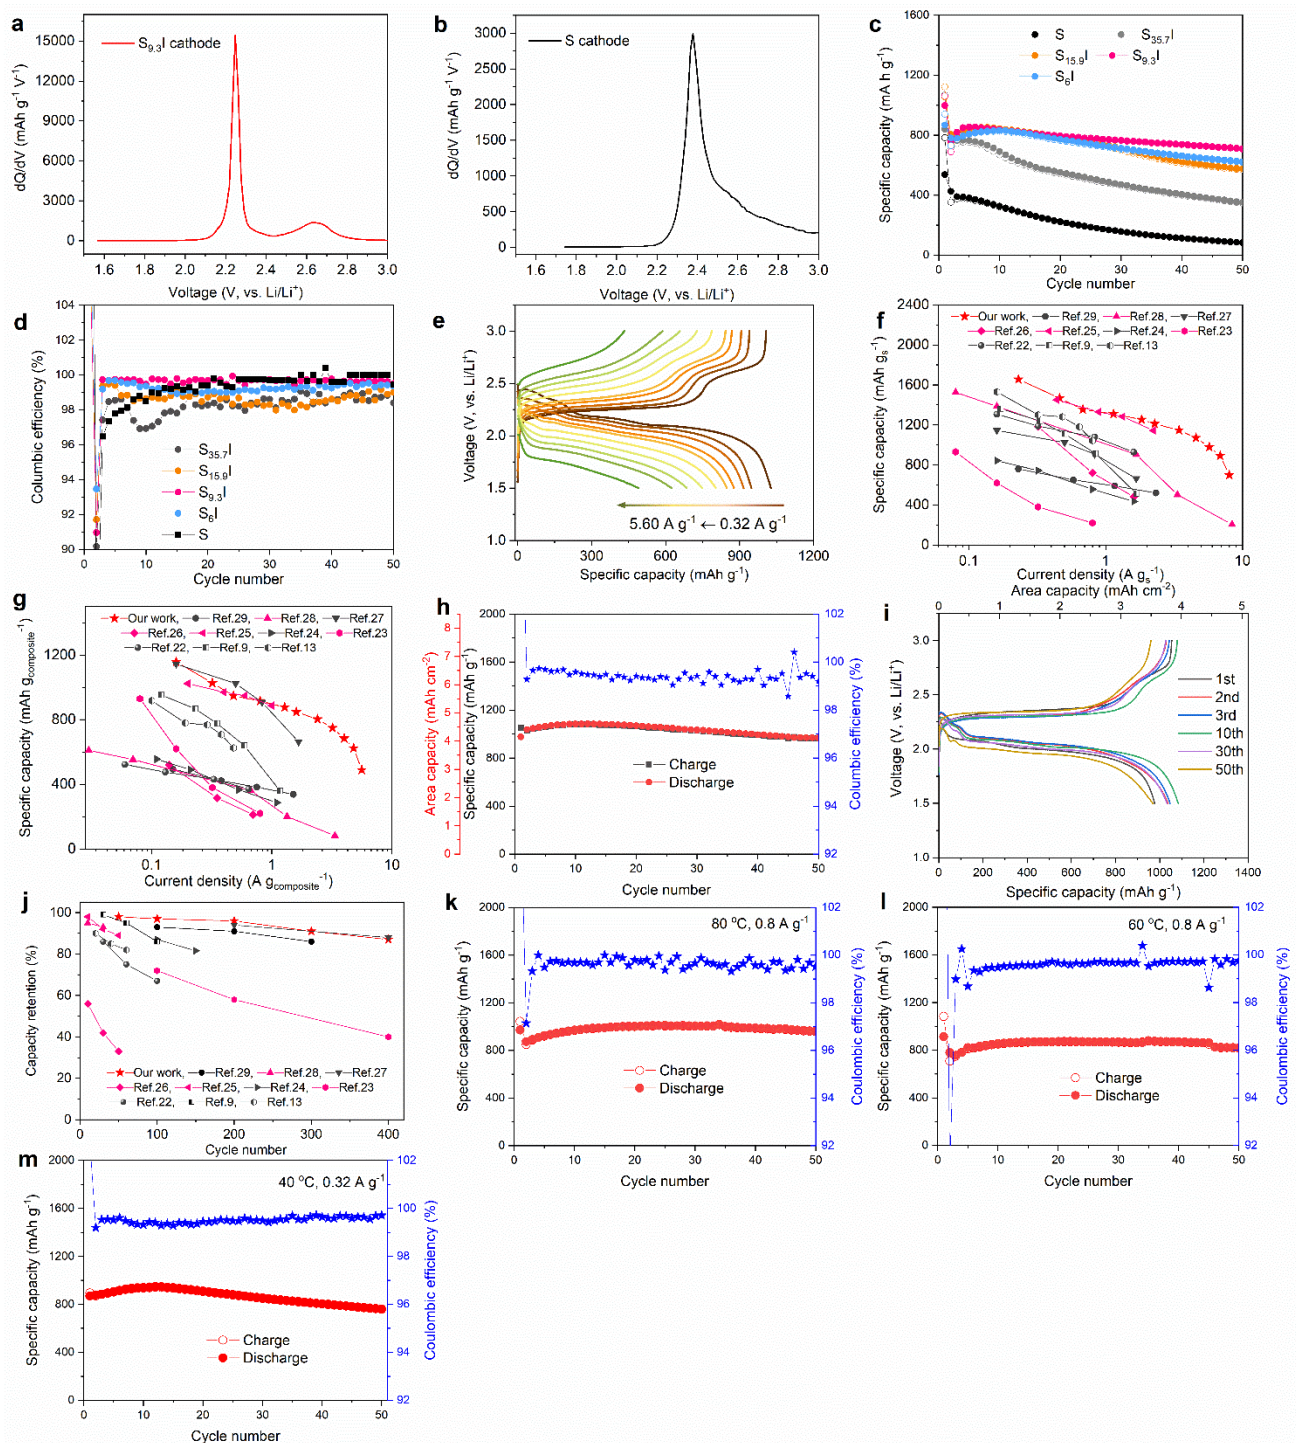 a
S9.3I cathode
dQ/dV (mAh g-1 V-1)
15000
12000
9000
6000
3000
0
1.6 1.8 2.0 2.2 2.4 2.6 2.8 3.0
Voltage (V, vs. Li/Li+)
b
S cathode
dQ/dV (mAh g-1 V-1)
3000
2500
2000
1500
1000
500
0
1.6 1.8 2.0 2.2 2.4 2.6 2.8 3.0
Voltage (V, vs. Li/Li+)
c
S S35.7I
S15.9I S9.3I
S6I
Specific capacity (mA h g-1)
1600
1200
800
400
0
0 10 20 30 40 50
Cycle number
d
Columbic efficiency (%)
104
102
100
98
96
94
92
90
S35.7I
S15.9I
S9.3I
S6I
S
0 10 20 30 40 50
Cycle number
e
Voltage (V, vs. Li/Li+)
3.0
2.5
2.0
1.5
5.60 A g-1 ← 0.32 A g-1
0 300 600 900 1200
Specific capacity (mAh g-1)
f
Our work, Ref.29, Ref.28, Ref.27
Ref.26, Ref.25, Ref.24, Ref.23
Ref.22, Ref.9, Ref.13
Specific capacity (mAh gs-1)
2400
2000
1600
1200
800
400
0
0.1 1 10
Current density (A gs-1)
g
Our work, Ref.29, Ref.28, Ref.27
Ref.26, Ref.25, Ref.24, Ref.23
Ref.22, Ref.9, Ref.13
Specific capacity (mAh gcomposite-1)
1200
800
400
0
0.1 1 10
Current density (A gcomposite-1)
h
Area capacity (mAh cm-2)
8
7
6
5
4
3
2
1
0
Specific capacity (mAh g-1)
2000
1600
1200
800
400
0
Charge
Discharge
Columbic efficiency (%)
102
100
98
96
94
92
0 10 20 30 40 50
Cycle number
i
Area capacity (mAh cm-2)
0 1 2 3 4 5
Voltage (V, vs. Li/Li+)
3.0
2.5
2.0
1.5
1.0
1st
2nd
3rd
10th
30th
50th
0 200 400 600 800 1000 1200
Specific capacity (mAh g-1)
j
Capacity retention (%)
100
80
60
40
20
0
Our work, Ref.29, Ref.28, Ref.27
Ref.26, Ref.25, Ref.24, Ref.23
Ref.22, Ref.9, Ref.13
100 200 300 400
Cycle number
k
80 oC, 0.8 A g-1
Specific capacity (mAh g-1)
2000
1600
1200
800
400
0
Charge
Discharge
Coulombic efficiency (%)
102
100
98
96
94
92
0 10 20 30 40 50
Cycle number
l
60 oC, 0.8 A g-1
Specific capacity (mAh g-1)
2000
1600
1200
800
400
0
Charge
Discharge
Coulombic efficiency (%)
102
100
98
96
94
92
0 10 20 30 40 50
Cycle number
m
40 oC, 0.32 A g-1
Specific capacity (mAh g-1)
2000
1600
1200
800
400
0
Charge
Discharge
Coulombic efficiency (%)
102
100
98
96
94
92
0 10 20 30 40 50
Cycle number